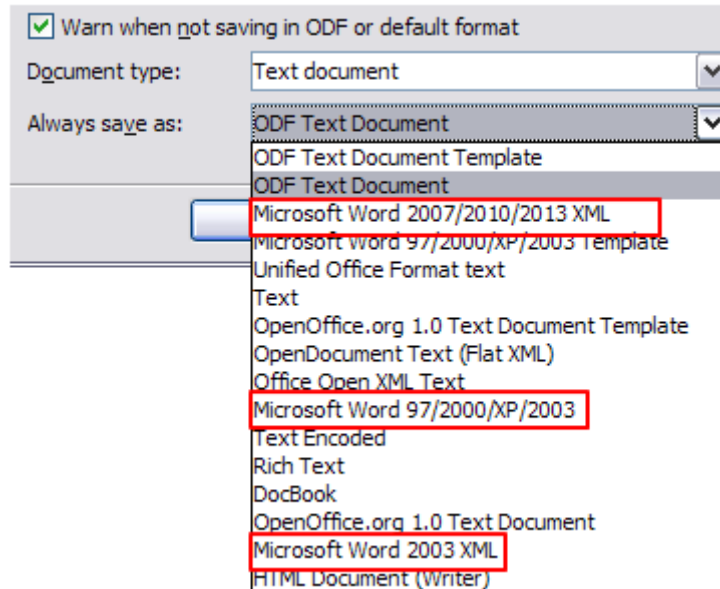 Warn when not saving in ODF or default format
Document type: Text document
Always save as: ODF Text Document
ODF Text Document Template
ODF Text Document
Microsoft Word 2007/2010/2013 XML
Microsoft Word 97/2000/XP/2003 Template
Unified Office Format text
Text
OpenOffice.org 1.0 Text Document Template
OpenDocument Text (Flat XML)
Office Open XML Text
Microsoft Word 97/2000/XP/2003
Text Encoded
Rich Text
DocBook
OpenOffice.org 1.0 Text Document
Microsoft Word 2003 XML
HTML Document (Writer)